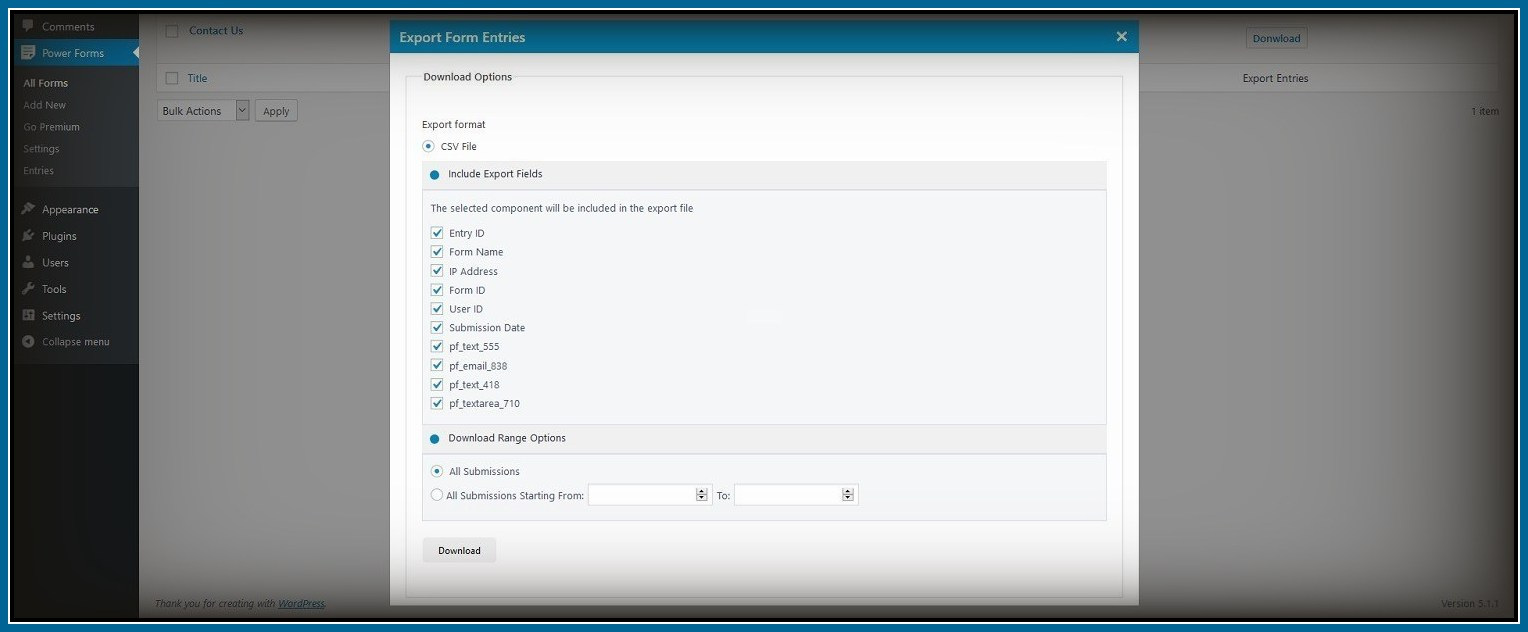 Comments
Power Forms
All Forms
Add New
Go Premium
Settings
Entries
Appearance
Plugins
Users
Tools
Settings
Collapse menu
Contact Us
Donwload
Title
Export Entries
Bulk Actions
Apply
1 item
Export Form Entries
Download Options
Export format
CSV File
Include Export Fields
The selected component will be included in the export file
Entry ID
Form Name
IP Address
Form ID
User ID
Submission Date
pf_text_555
pf_email_838
pf_text_418
pf_textarea_710
Download Range Options
All Submissions
All Submissions Starting From: To:
Download
Thank you for creating with WordPress.
Version 5.1.1